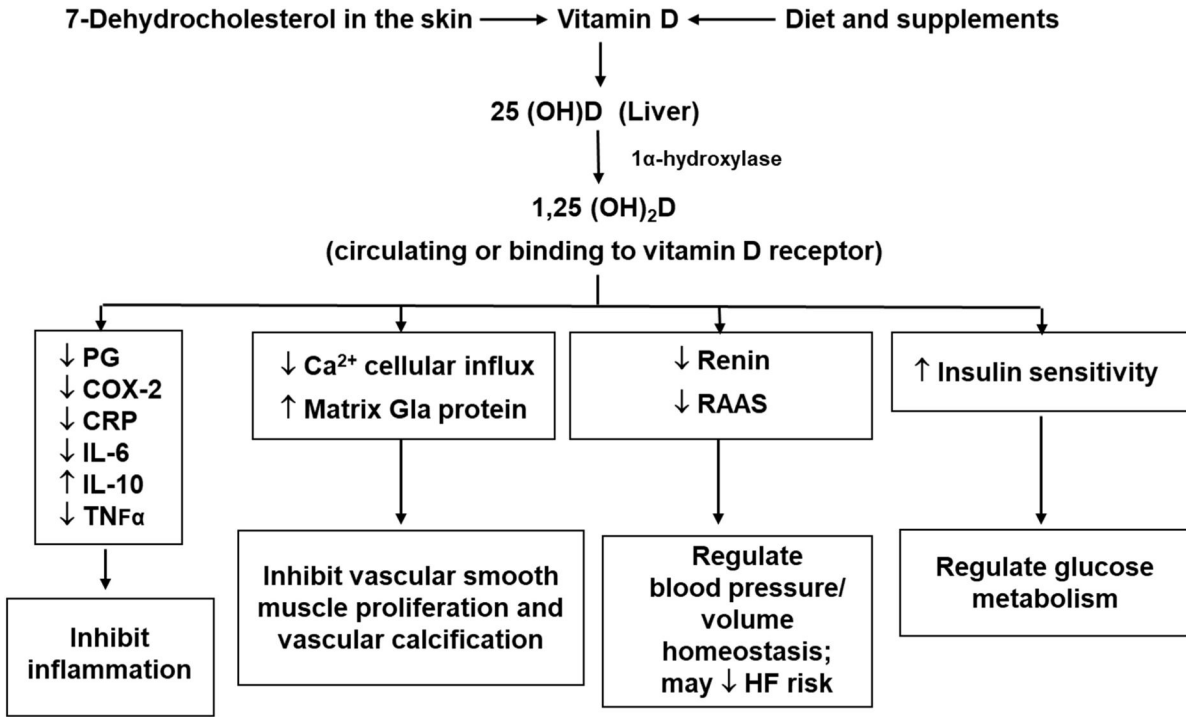 7-Dehydrocholesterol in the skin → Vitamin D ← Diet and supplements
25 (OH)D (Liver)
1α-hydroxylase
1,25 (OH)₂D
(circulating or binding to vitamin D receptor)
↓ PG
↓ COX-2
↓ CRP
↓ IL-6
↑ IL-10
↓ TNFα
↓ Ca²⁺ cellular influx
↑ Matrix Gla protein
↓ Renin
↓ RAAS
↑ Insulin sensitivity
Inhibit
inflammation
Inhibit vascular smooth
muscle proliferation and
vascular calcification
Regulate
blood pressure/
volume
homeostasis;
may ↓ HF risk
Regulate glucose
metabolism